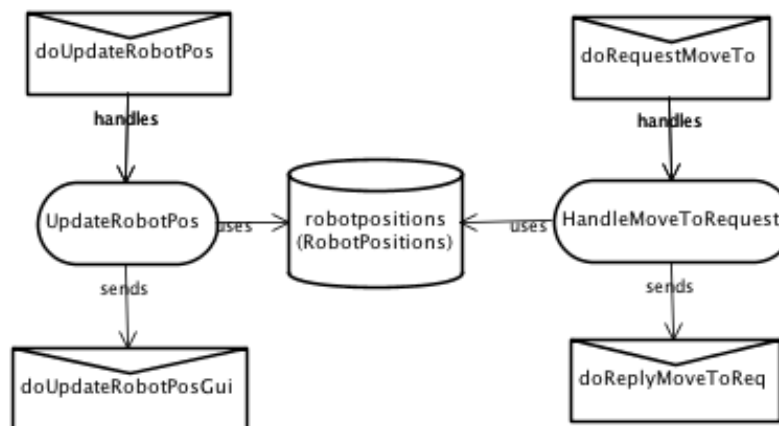 doUpdateRobotPos
doRequestMoveTo
handles
handles
UpdateRobotPos
uses
robotpositions
(RobotPositions)
uses
HandleMoveToRequest
sends
sends
doUpdateRobotPosGui
doReplyMoveToReq